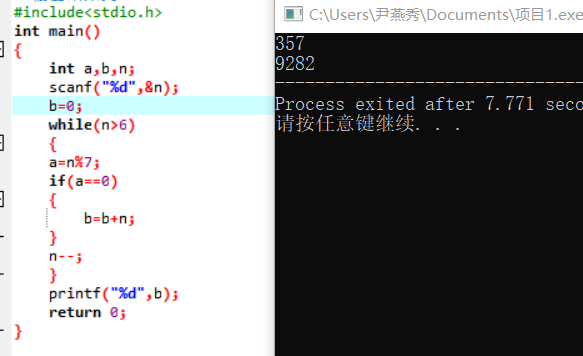 #include<stdio.h>
int main()
{
int a,b,n;
scanf("%d",&n);
b=0;
while(n>6)
{
a=n%7;
if(a==0)
{
b=b+n;
}
n--;
}
printf("%d",b);
return 0;
}
C:\Users\尹燕秀\Documents\项目1.exe
357
9282
--------------------------------
Process exited after 7.771 seco
请按任意键继续. . .